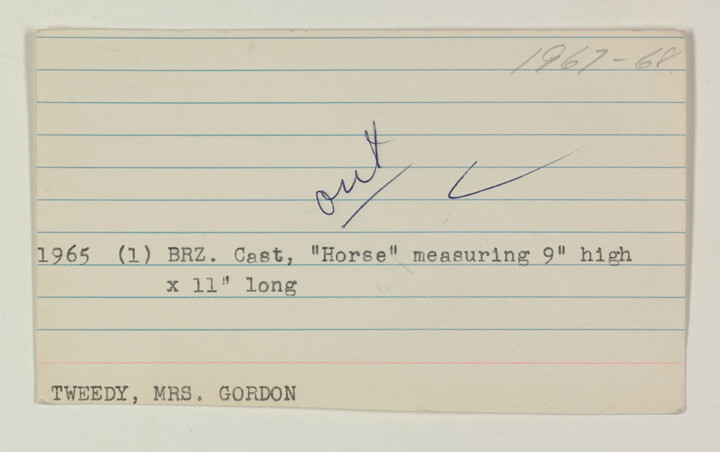 1967-68
out
1965 (1) BRZ. Cast, "Horse" measuring 9" high
x 11" long
TWEEDY, MRS. GORDON